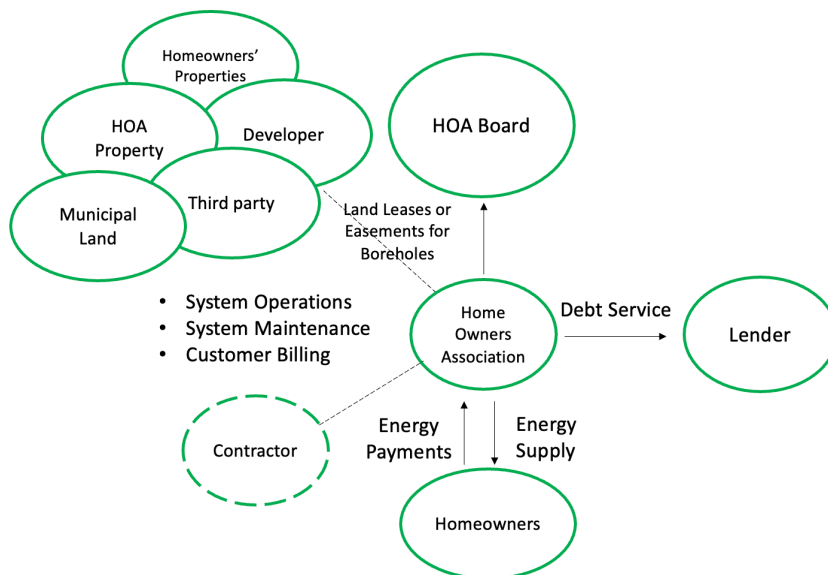 Homeowners’
Properties
HOA
Property
Developer
Third party
Municipal
Land
HOA Board
Land Leases or
Easements for
Boreholes
• System Operations
• System Maintenance
• Customer Billing
Home
Owners
Association
Debt Service
Lender
Contractor
Energy
Payments
Energy
Supply
Homeowners